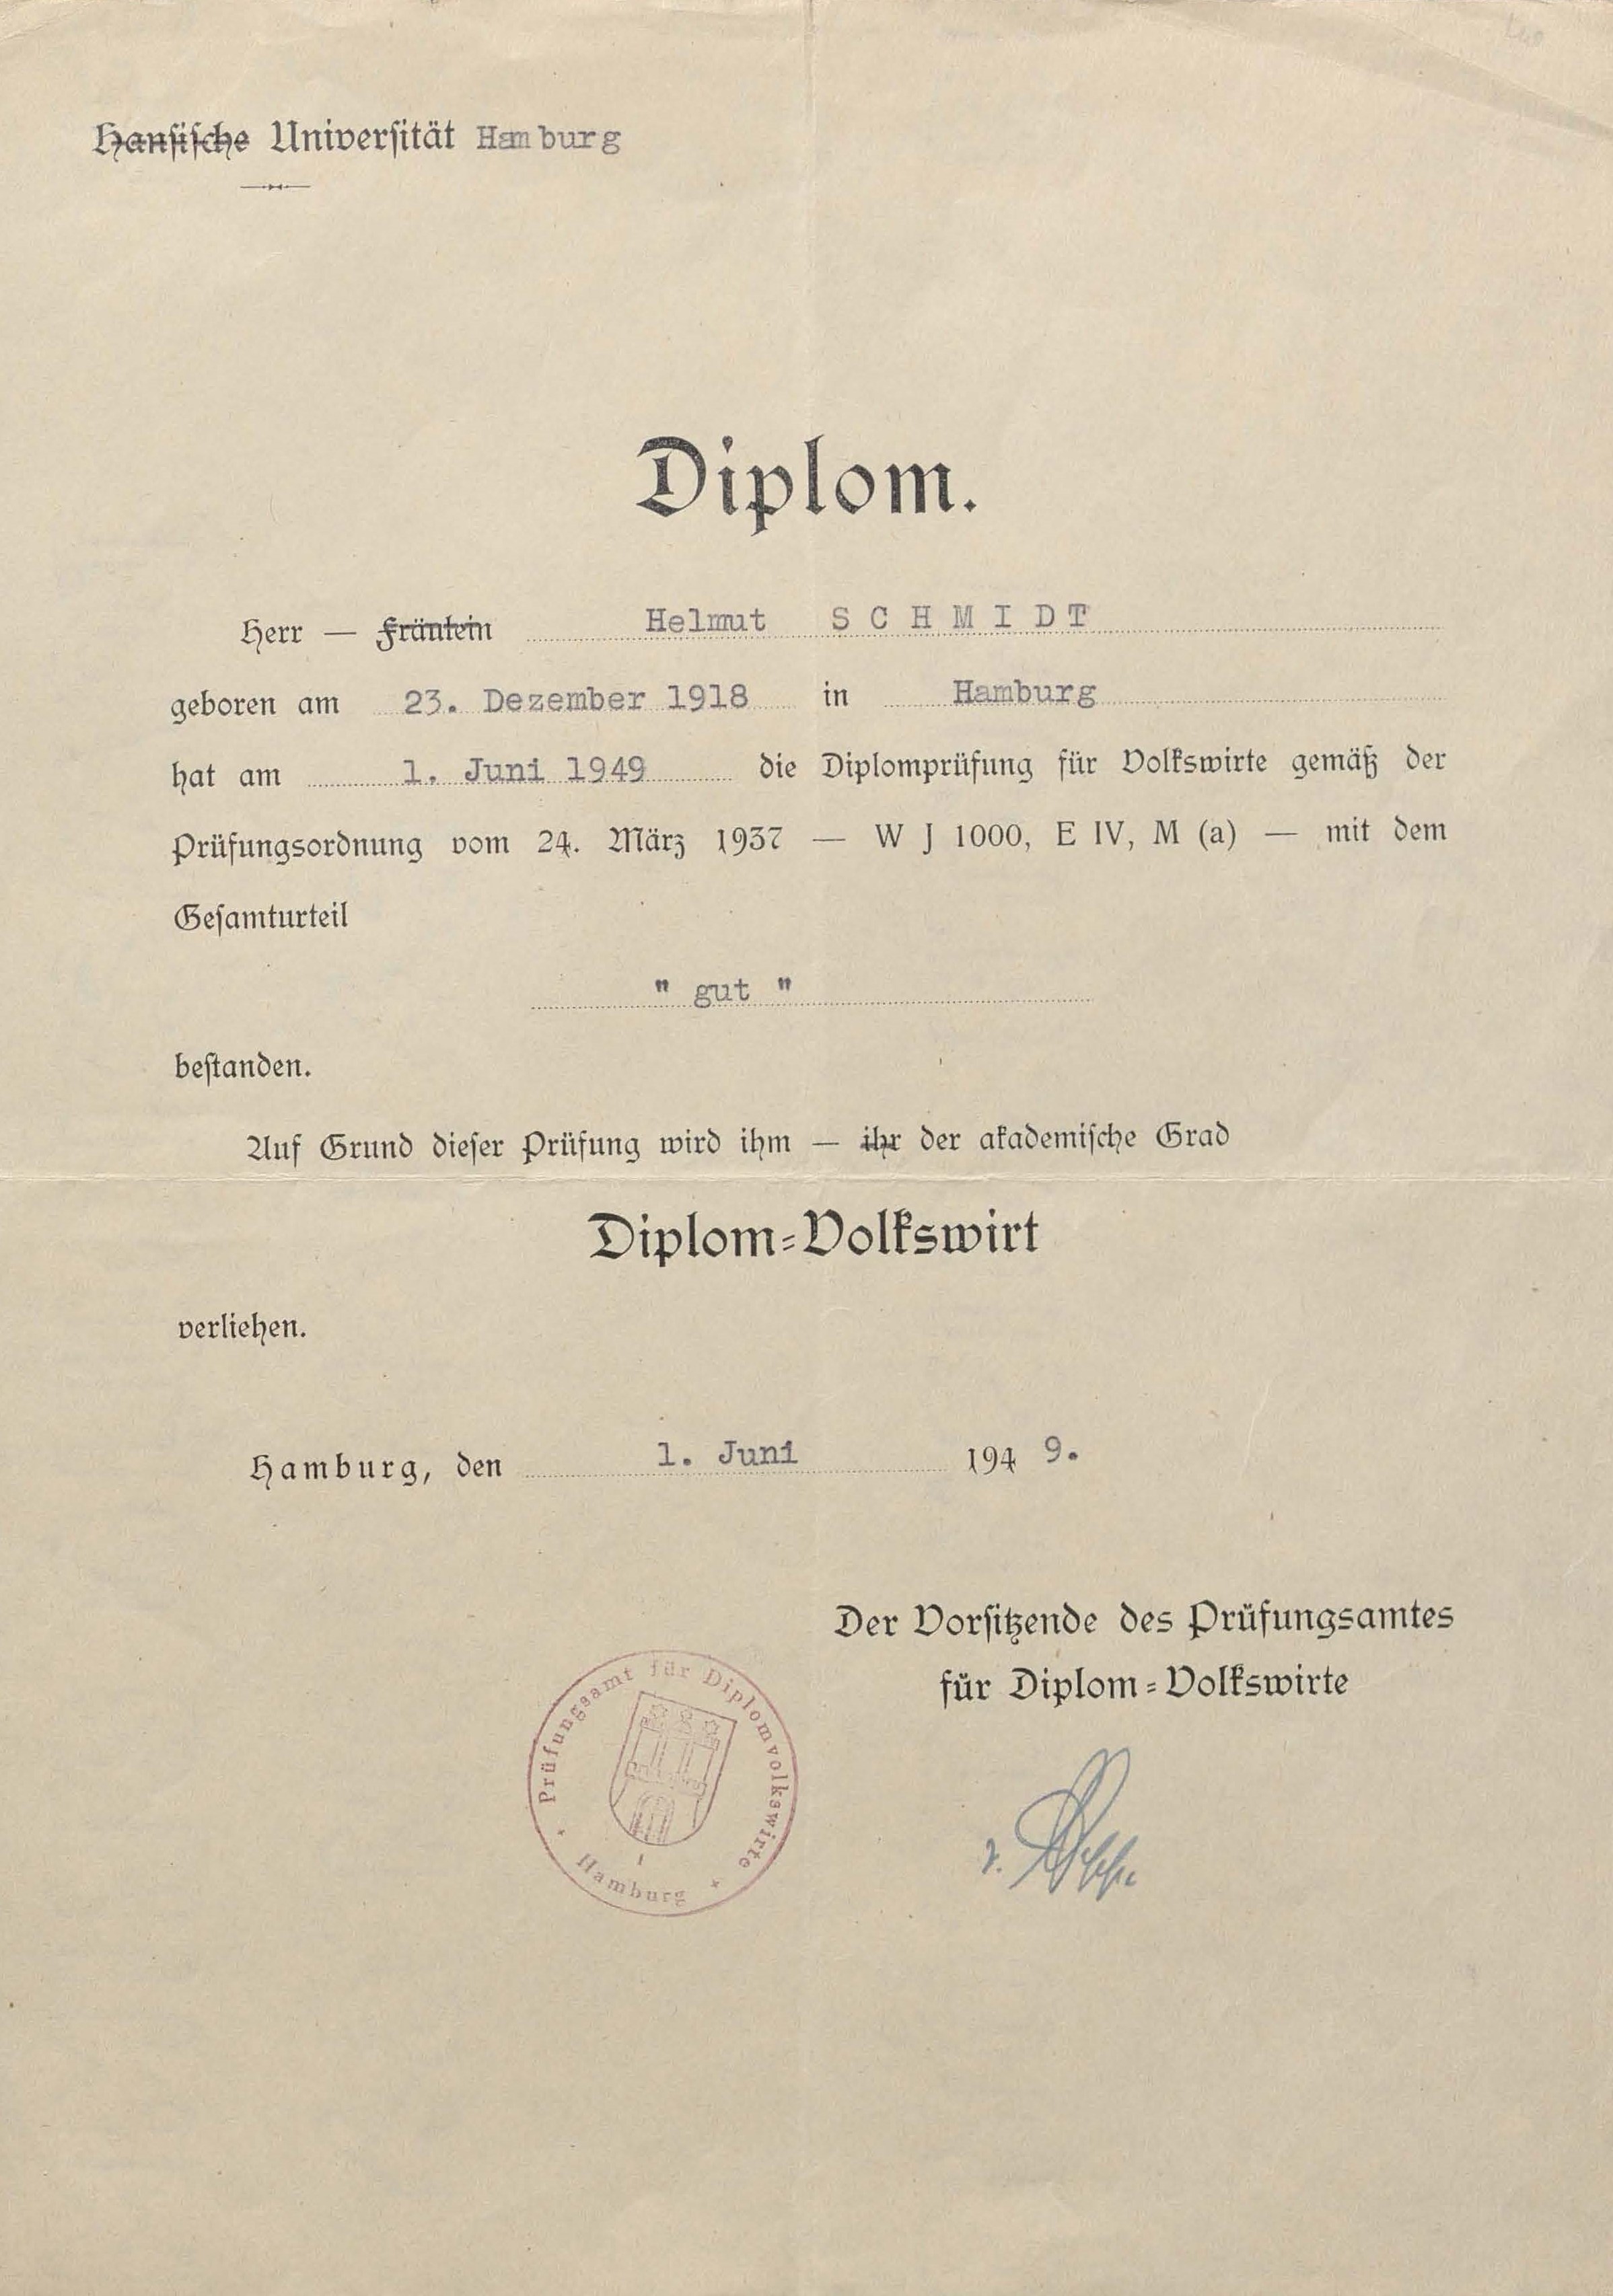 Hansische Universität Hamburg
Diplom.
Herr — Fräulein Helmut SCHMIDT
geboren am 23. Dezember 1918 in Hamburg
hat am 1. Juni 1949 die Diplomprüfung für Volkswirte gemäß der
Prüfungsordnung vom 24. März 1937 — W J 1000, E IV, M (a) — mit dem
Gesamturteil
" gut "
bestanden.
Auf Grund dieser Prüfung wird ihm — ihr der akademische Grad
Diplom=Volkswirt
verliehen.
Hamburg, den 1. Juni 1949.
Der Vorsitzende des Prüfungsamtes
für Diplom=Volkswirte
Prüfungsamt für Diplomvolkswirte
Hamburg